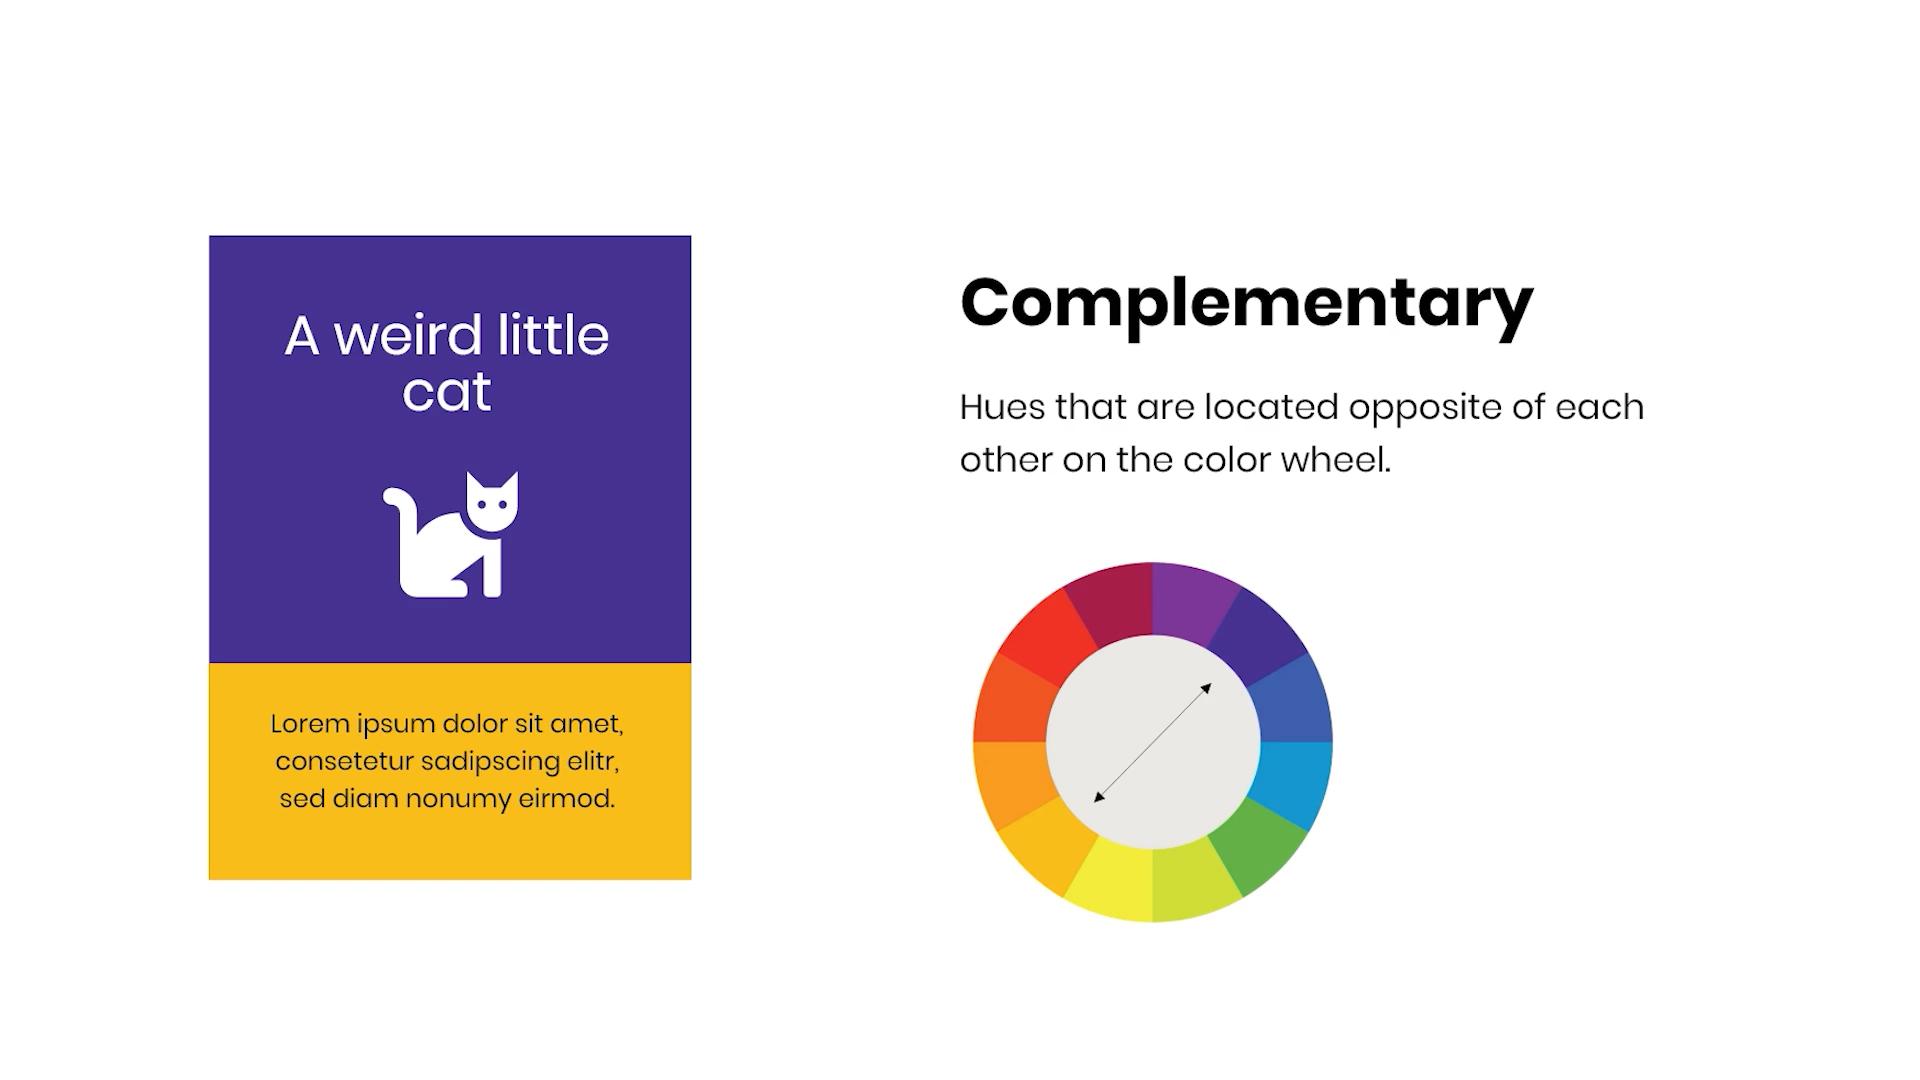 A weird little
cat
Lorem ipsum dolor sit amet,
consetetur sadipscing elitr,
sed diam nonumy eirmod.
Complementary
Hues that are located opposite of each
other on the color wheel.